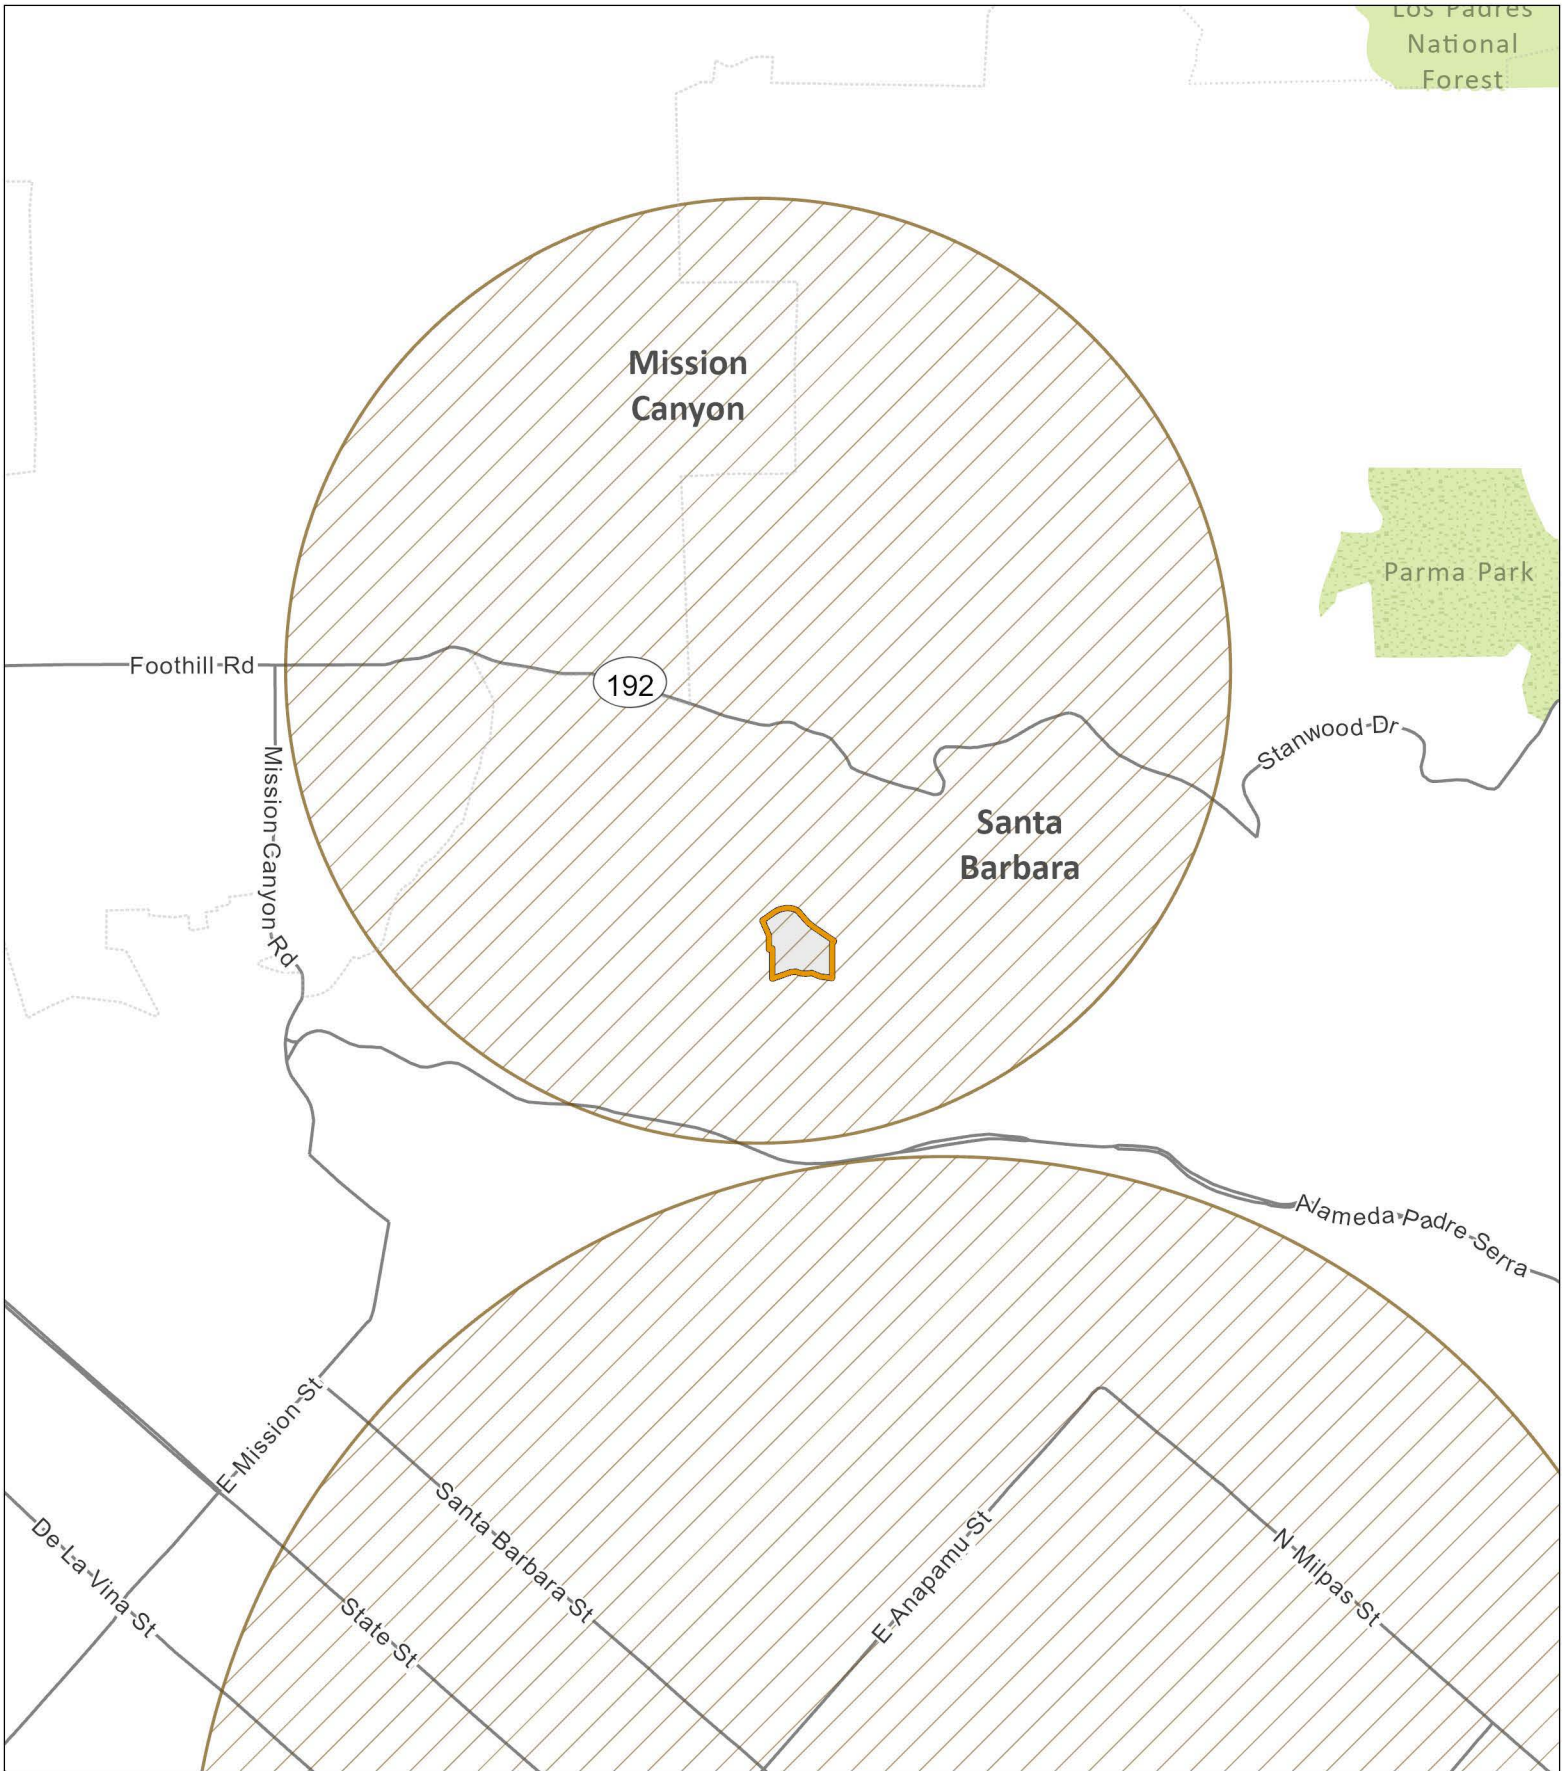 Los Padres
National
Forest
Mission
Canyon
Parma Park
Foothill Rd
192
Stanwood Dr
Mission Canyon Rd
Santa
Barbara
Alameda Padre Serra
E Mission St
Santa Barbara St
E Anapamu St
N Milpas St
De La Vina St
State St